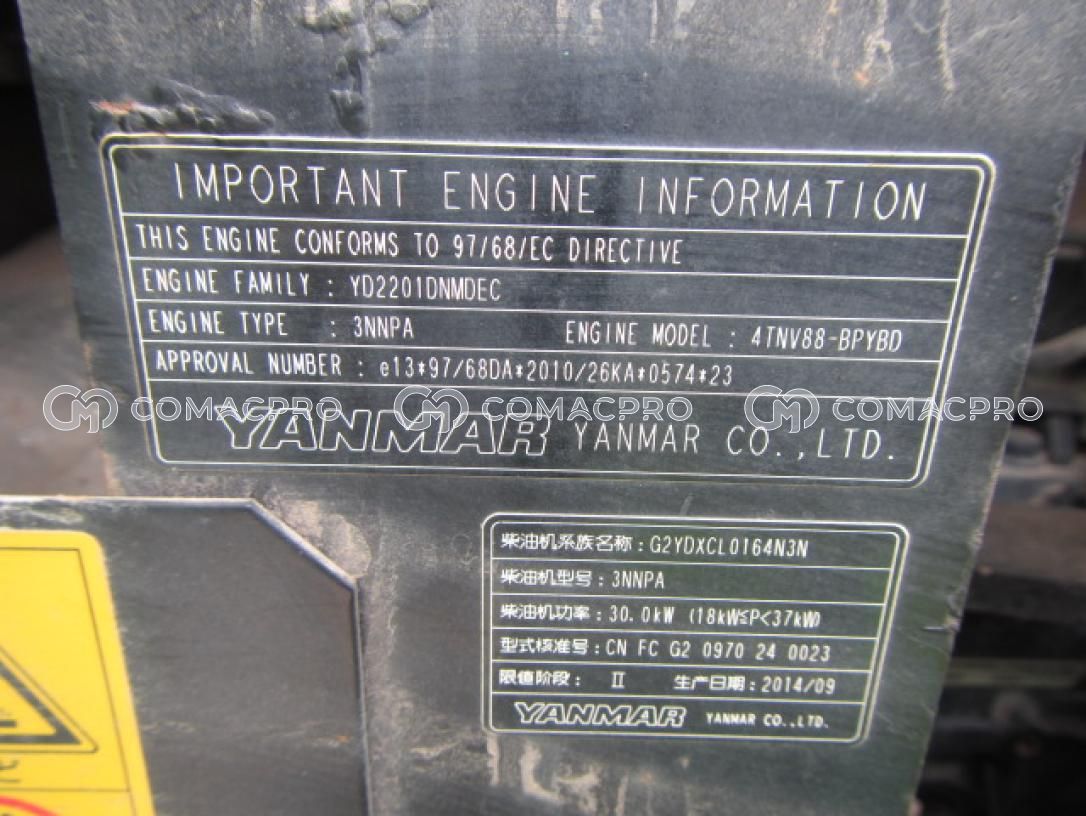 IMPORTANT ENGINE INFORMATION
THIS ENGINE CONFORMS TO 97/68/EC DIRECTIVE
ENGINE FAMILY : YD2201DNMDEC
ENGINE TYPE : 3NNPA ENGINE MODEL : 4TNV88-BPYBD
APPROVAL NUMBER : e13*97/68DA*2010/26KA*0574*23
COMACPRO COMACPRO COMACPRO
YANMAR YANMAR CO.,LTD.
柴油机系族名称：G2YDXCL0164N3N
柴油机型号：3NNPA
柴油机功率：30.0kW (18kW≤P<37kW)
型式核准号：CN FC G2 0970 24 0023
限值阶段： Ⅱ 生产日期：2014/09
YANMAR YANMAR CO.,LTD.